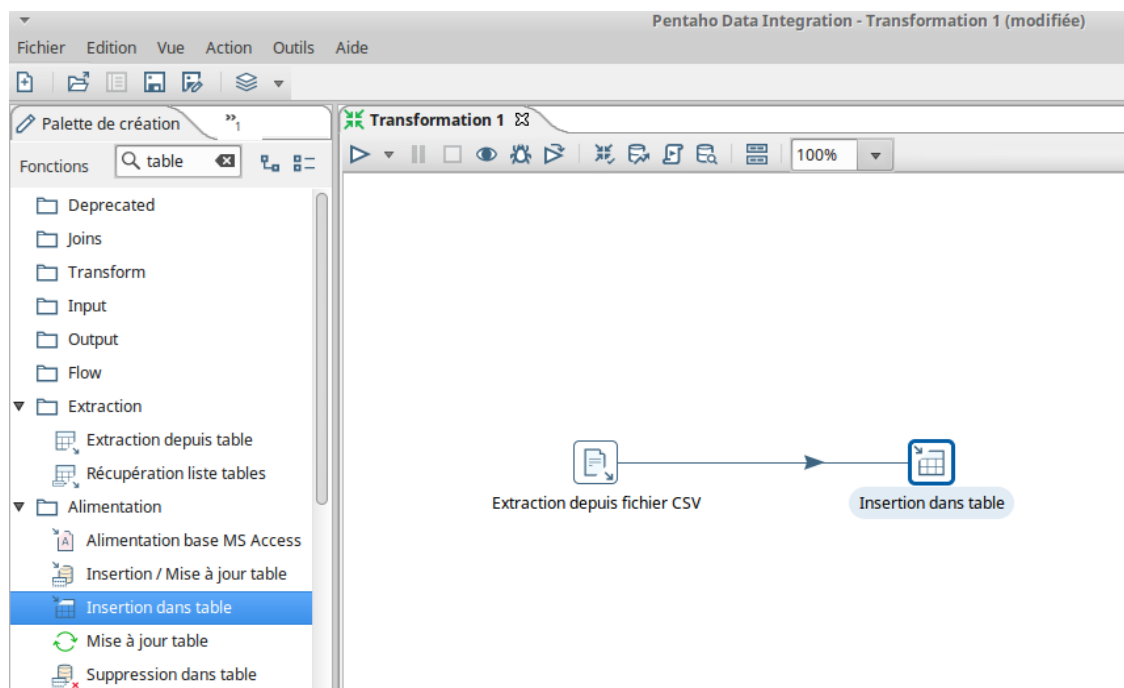 Pentaho Data Integration - Transformation 1 (modifiée)
Fichier Edition Vue Action Outils Aide
Palette de création »1
Transformation 1
Fonctions table
100%
Deprecated
Joins
Transform
Input
Output
Flow
Extraction
Extraction depuis table
Récupération liste tables
Alimentation
Alimentation base MS Access
Insertion / Mise à jour table
Insertion dans table
Mise à jour table
Suppression dans table
Extraction depuis fichier CSV
Insertion dans table